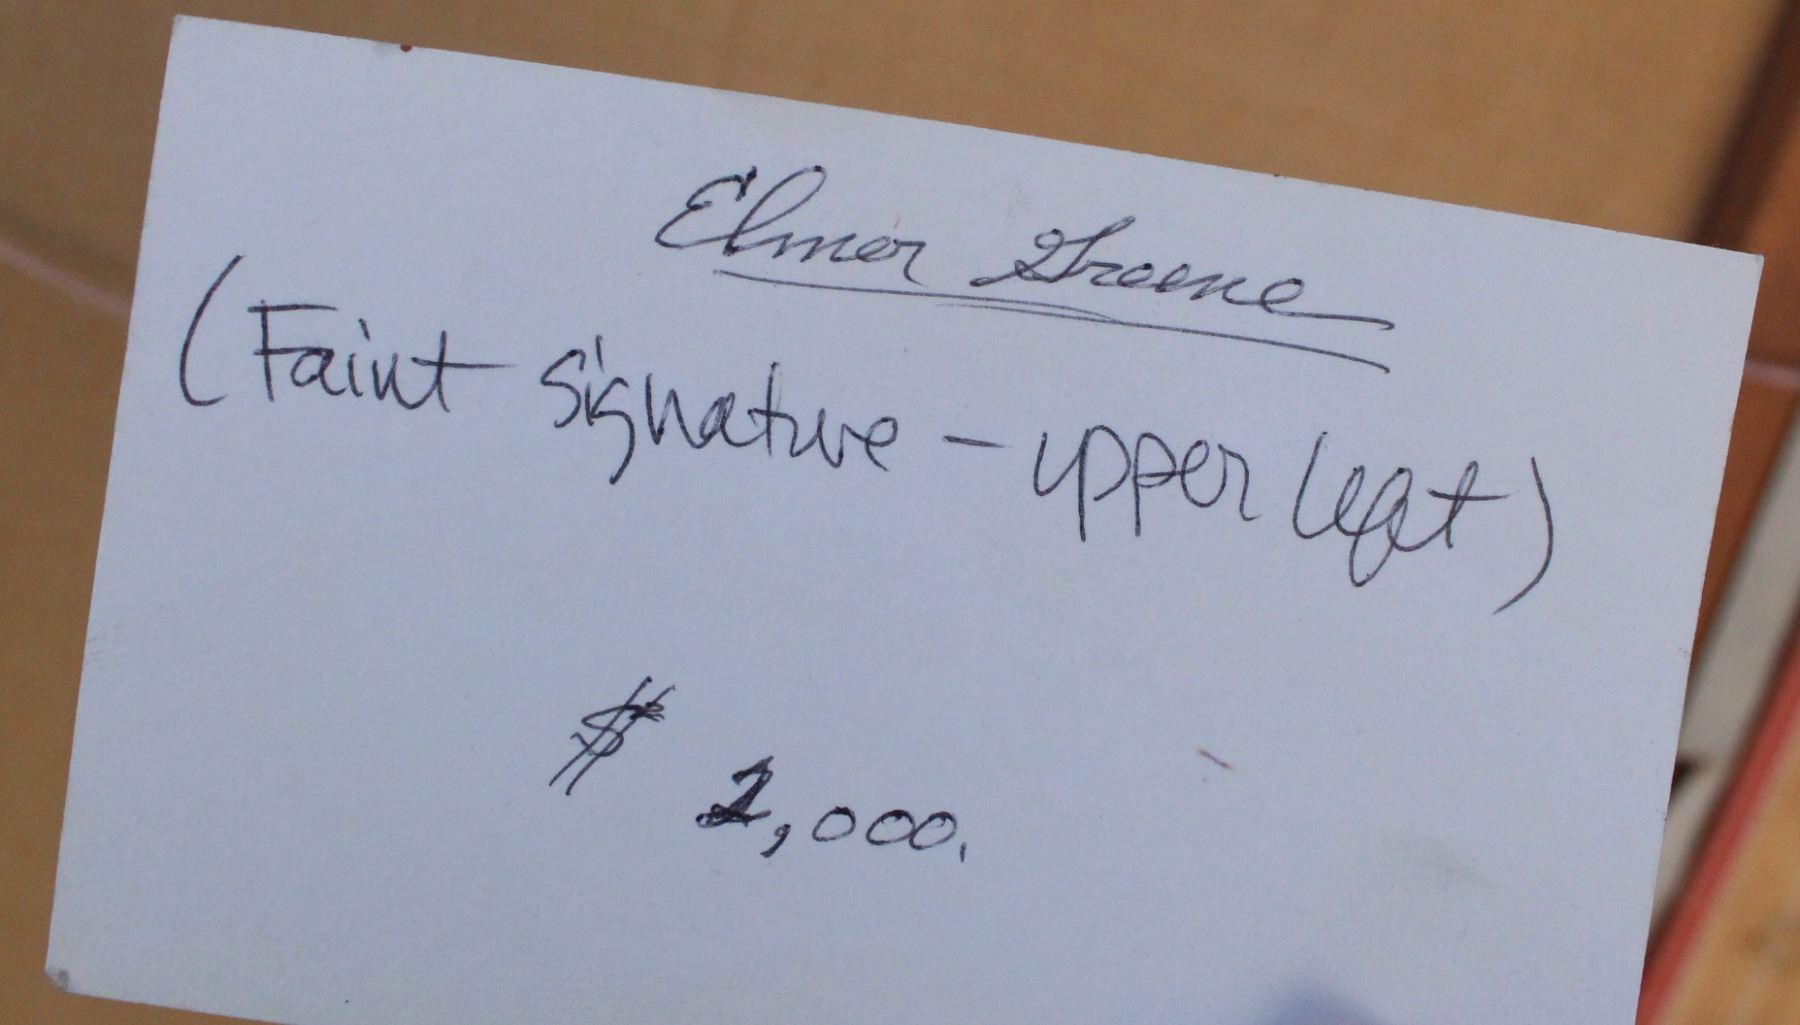 Elmer Greene
(Faint signature - upper left)
$ 2,000.